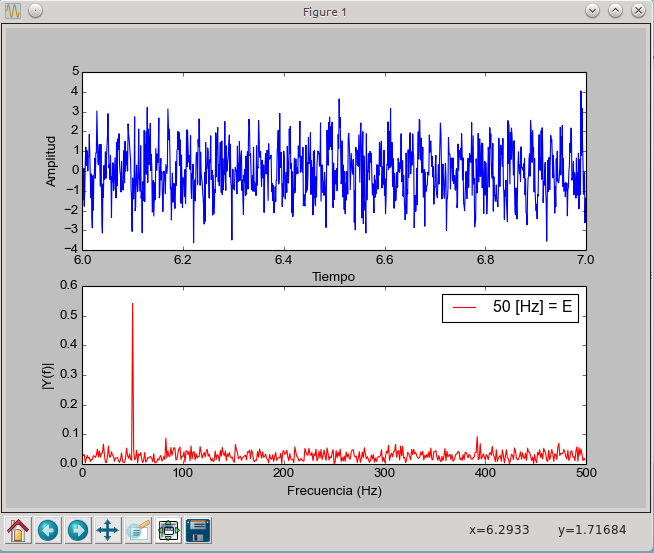 Figure 1
5
4
3
2
1
0
−1
−2
−3
−4
Amplitud
6.0 6.2 6.4 6.6 6.8 7.0
Tiempo
0.6
0.5
0.4
0.3
0.2
0.1
0.0
|Y(f)|
50 [Hz] = E
0 100 200 300 400 500
Frecuencia (Hz)
x=6.2933 y=1.71684